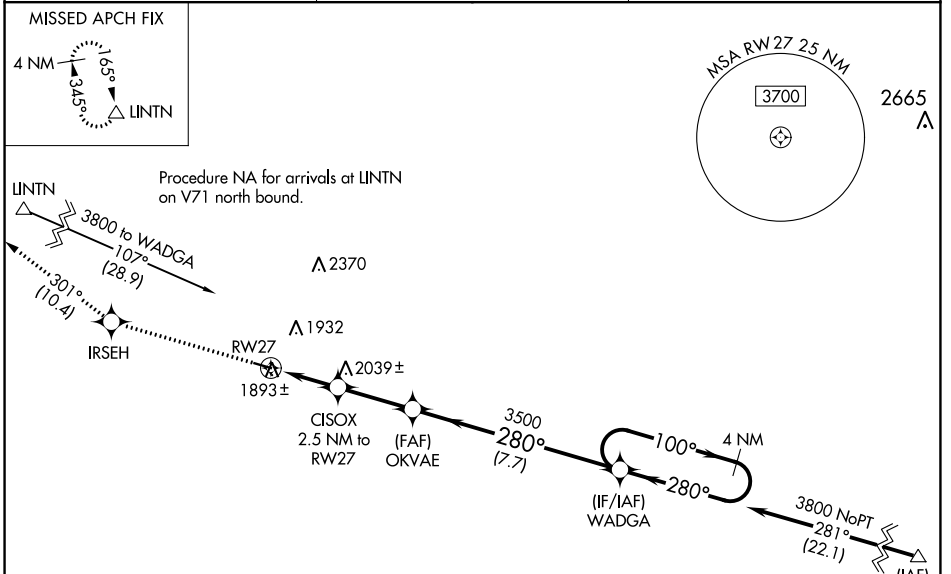 MISSED APCH FIX
4 NM
165°
345°
LINTN
MSA RW 27 25 NM
3700
2665
Procedure NA for arrivals at LINTN
on V71 north bound.
LINTN
3800 to WADGA
107°
(28.9)
2370
301°
(10.4)
1932
IRSEH
RW27
2039±
1893±
CISOX
2.5 NM to
RW27
(FAF)
OKVAE
3500
280°
(7.7)
100°
4 NM
280°
(IF/IAF)
WADGA
3800 NoPT
281°
(22.1)
(IAF)